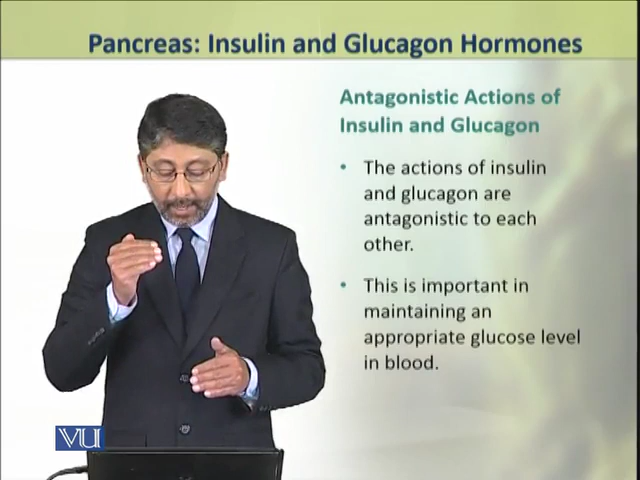 Pancreas: Insulin and Glucagon Hormones
Antagonistic Actions of
Insulin and Glucagon
• The actions of insulin
and glucagon are
antagonistic to each
other.
• This is important in
maintaining an
appropriate glucose level
in blood.
VU